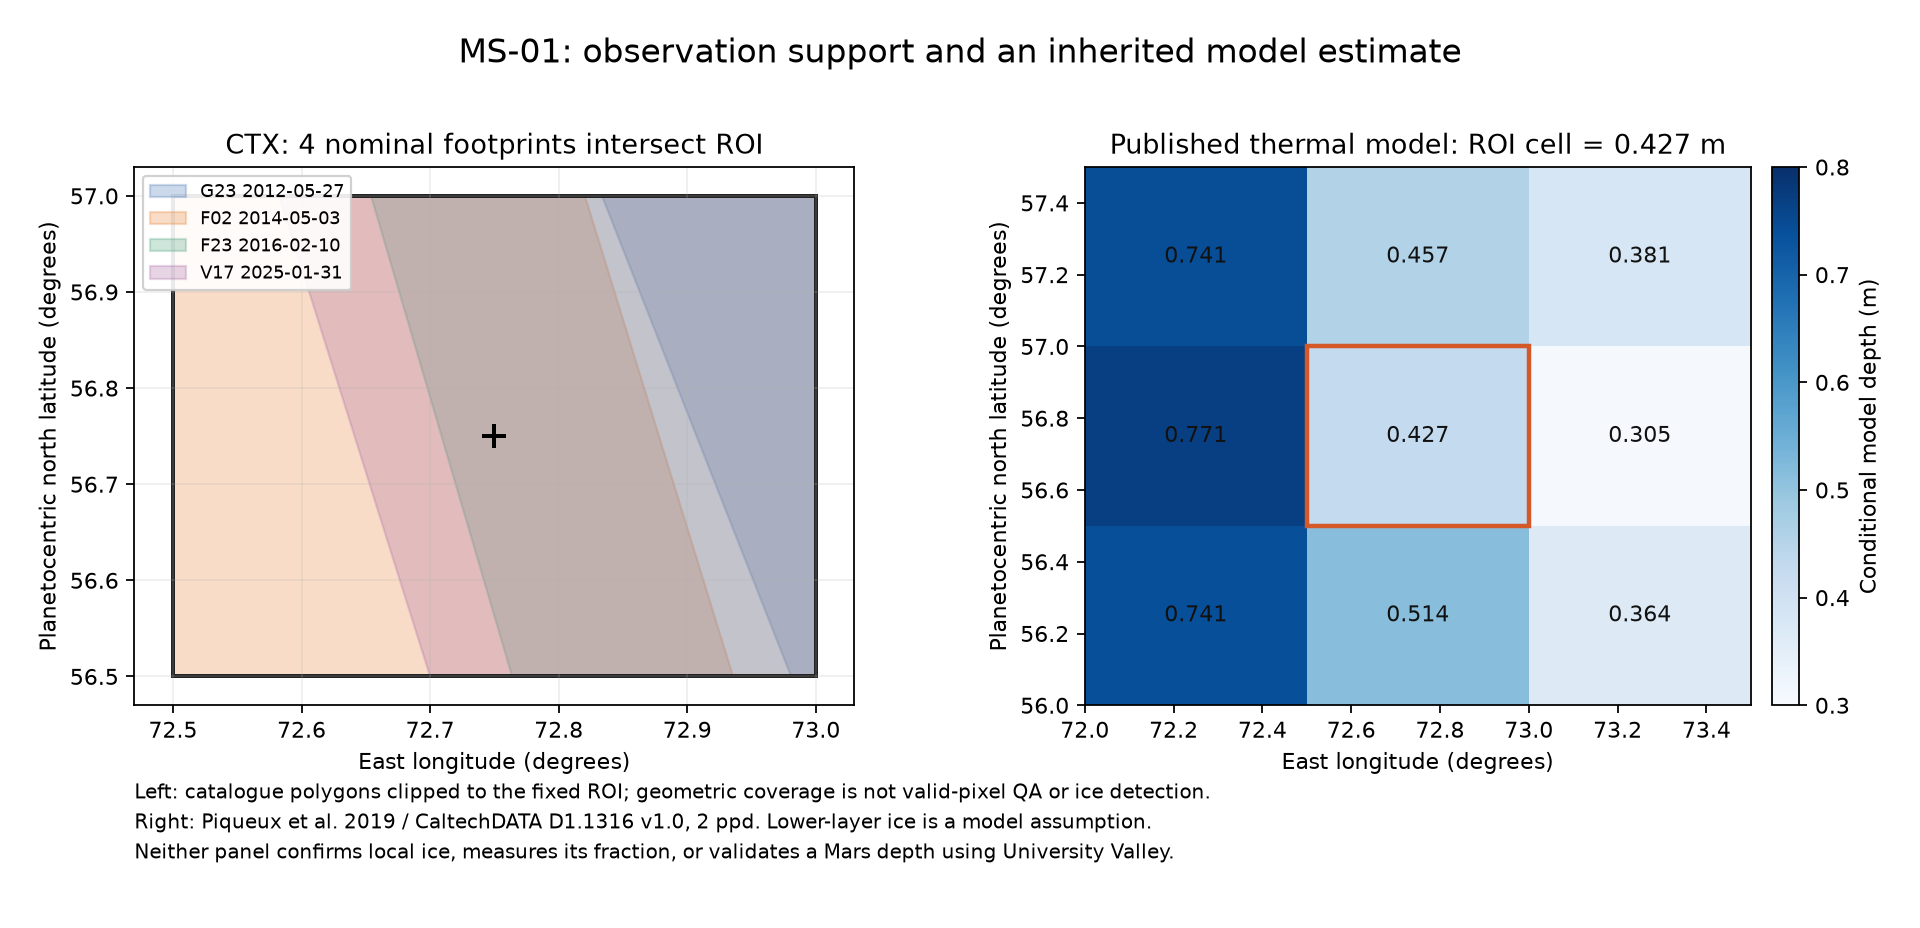 MS-01: observation support and an inherited model estimate
CTX: 4 nominal footprints intersect ROI
G23 2012-05-27
F02 2014-05-03
F23 2016-02-10
V17 2025-01-31
Planetocentric north latitude (degrees)
57.0
56.9
56.8
56.7
56.6
56.5
72.5 72.6 72.7 72.8 72.9 73.0
East longitude (degrees)
Published thermal model: ROI cell = 0.427 m
Planetocentric north latitude (degrees)
57.4
57.2
57.0
56.8
56.6
56.4
56.2
56.0
0.741 0.457 0.381
0.771 0.427 0.305
0.741 0.514 0.364
72.0 72.2 72.4 72.6 72.8 73.0 73.2 73.4
East longitude (degrees)
0.8
0.7
0.6
0.5
0.4
0.3
Conditional model depth (m)
Left: catalogue polygons clipped to the fixed ROI; geometric coverage is not valid-pixel QA or ice detection.
Right: Piqueux et al. 2019 / CaltechDATA D1.1316 v1.0, 2 ppd. Lower-layer ice is a model assumption.
Neither panel confirms local ice, measures its fraction, or validates a Mars depth using University Valley.